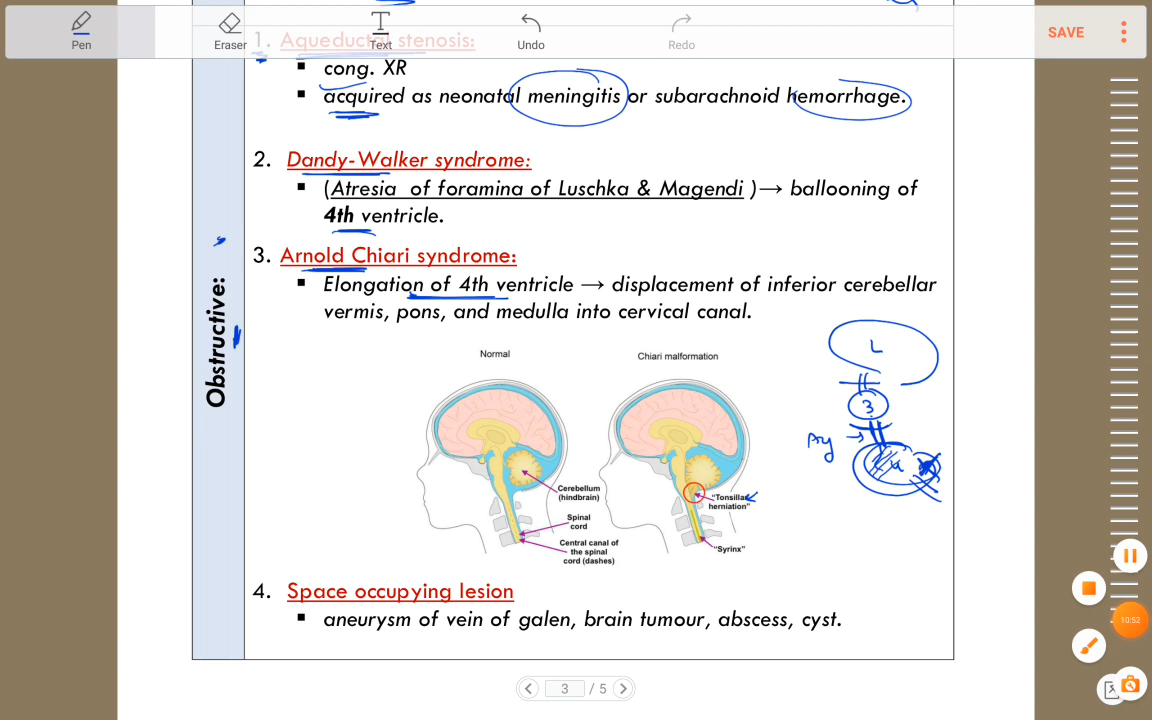 Pen
Eraser
Text
Undo
Redo
SAVE
1. Aqueductal stenosis:
▪ cong. XR
▪ acquired as neonatal meningitis or subarachnoid hemorrhage.
2. Dandy-Walker syndrome:
▪ (Atresia of foramina of Luschka & Magendi )→ ballooning of
4th ventricle.
3. Arnold Chiari syndrome:
▪ Elongation of 4th ventricle → displacement of inferior cerebellar
vermis, pons, and medulla into cervical canal.
Obstructive:
Normal
Chiari malformation
Cerebellum
(hindbrain)
Spinal
cord
Central canal of
the spinal
cord (dashes)
"Tonsillar
herniation"
"Syrinx"
L
3
4
4. Space occupying lesion
▪ aneurysm of vein of galen, brain tumour, abscess, cyst.
3 / 5
10:52